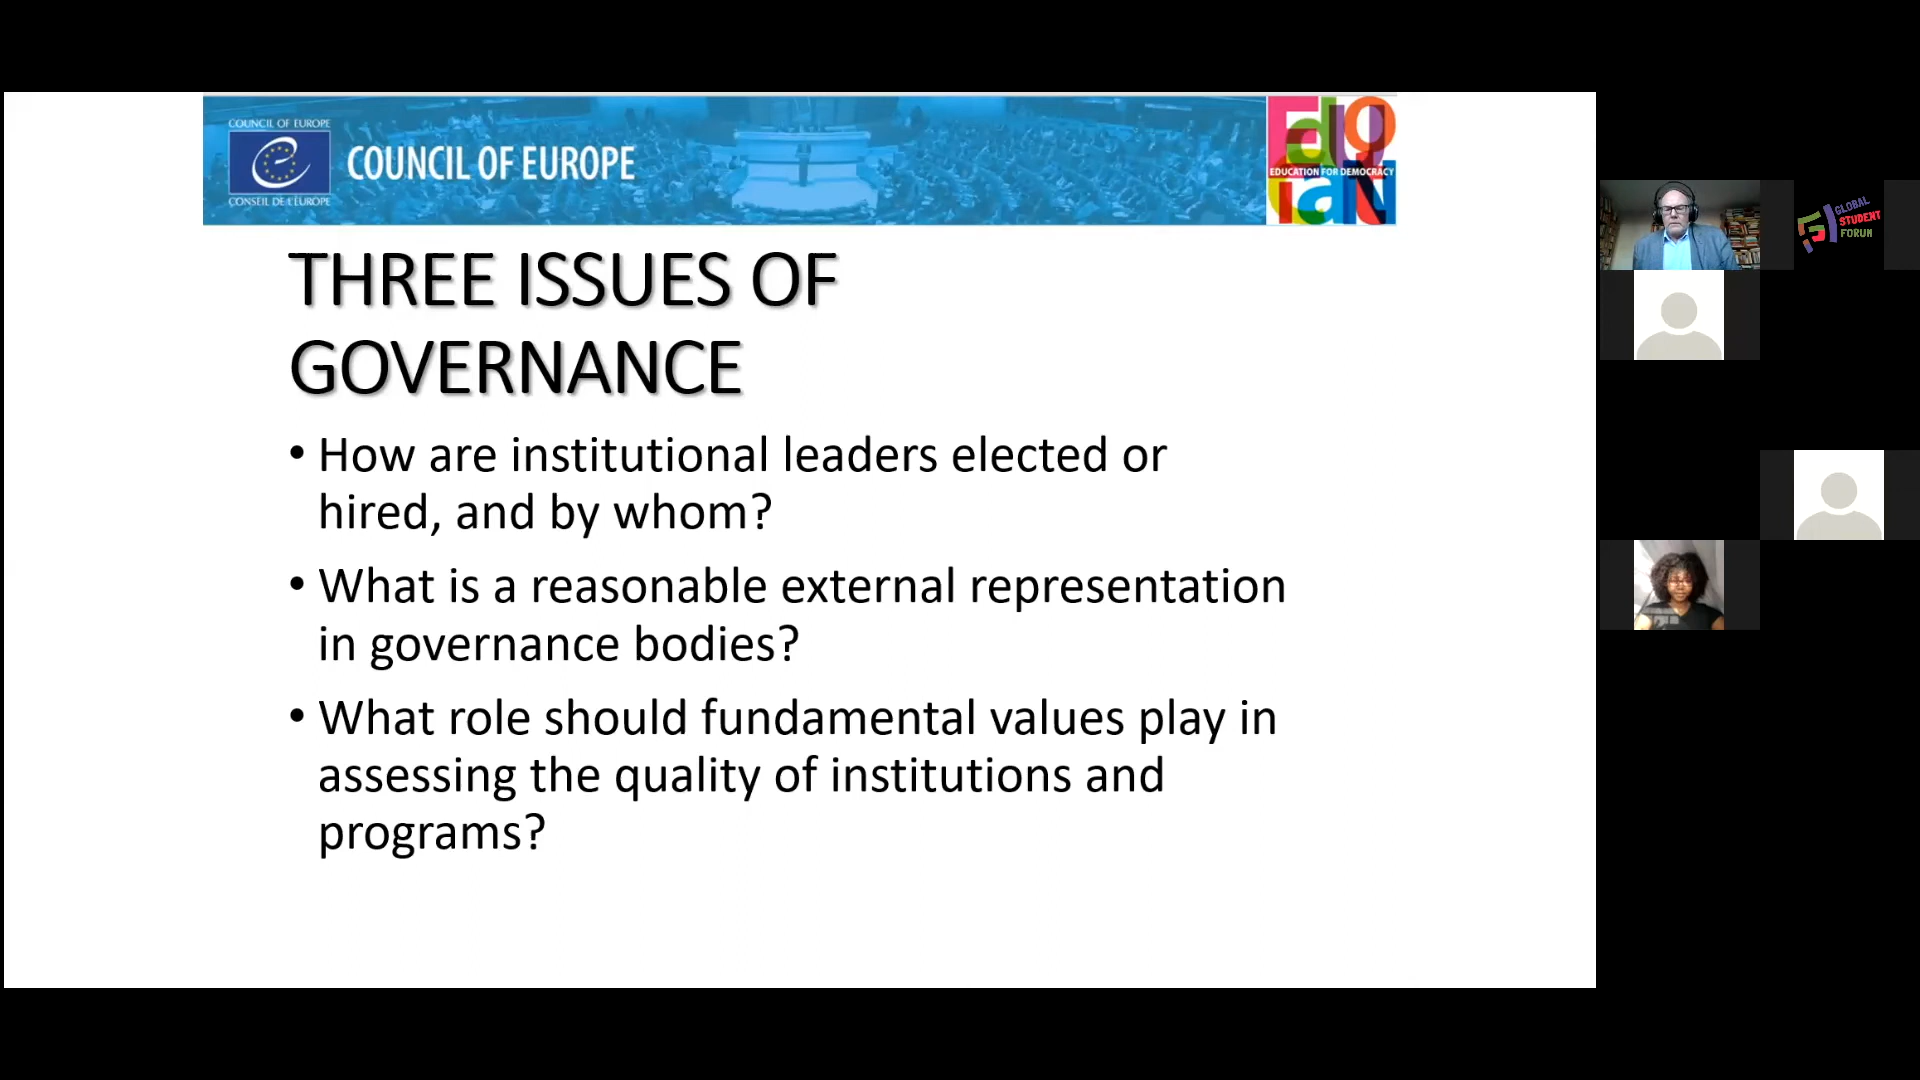 COUNCIL OF EUROPE
COUNCIL OF EUROPE
CONSEIL DE L'EUROPE
EDUCATION FOR DEMOCRACY
THREE ISSUES OF
GOVERNANCE
• How are institutional leaders elected or
hired, and by whom?
• What is a reasonable external representation
in governance bodies?
• What role should fundamental values play in
assessing the quality of institutions and
programs?
GLOBAL
STUDENT
FORUM